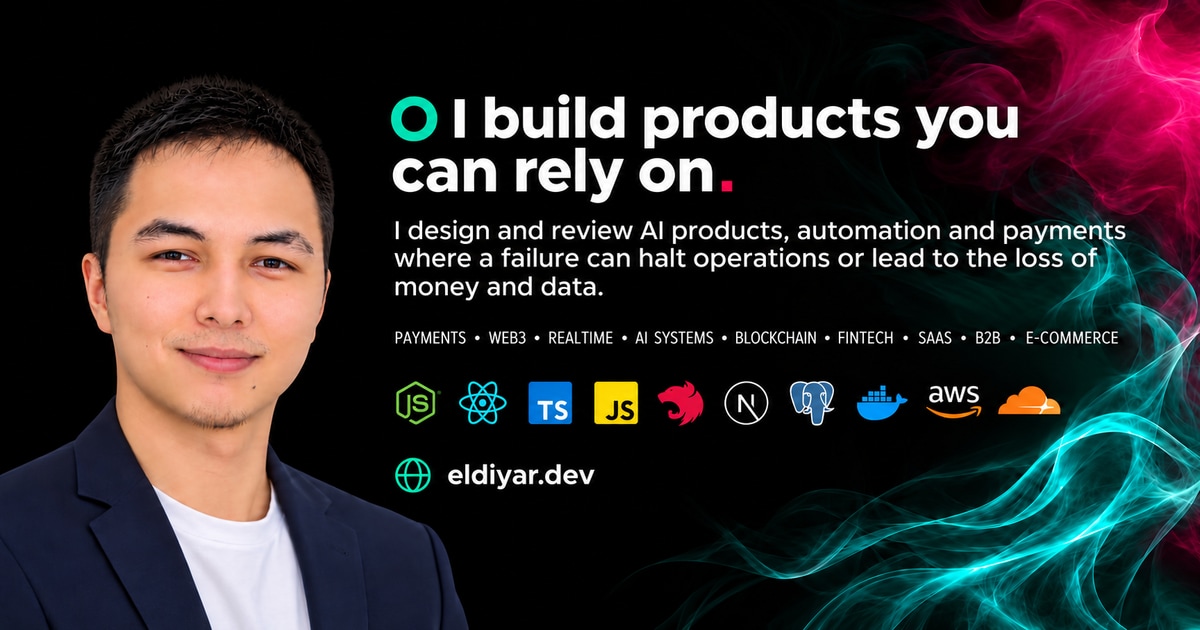 I build products you
can rely on.
I design and review AI products, automation and payments
where a failure can halt operations or lead to the loss of
money and data.
PAYMENTS • WEB3 • REALTIME • AI SYSTEMS • BLOCKCHAIN • FINTECH • SAAS • B2B • E-COMMERCE
JS TS JS N aws
eldiyar.dev